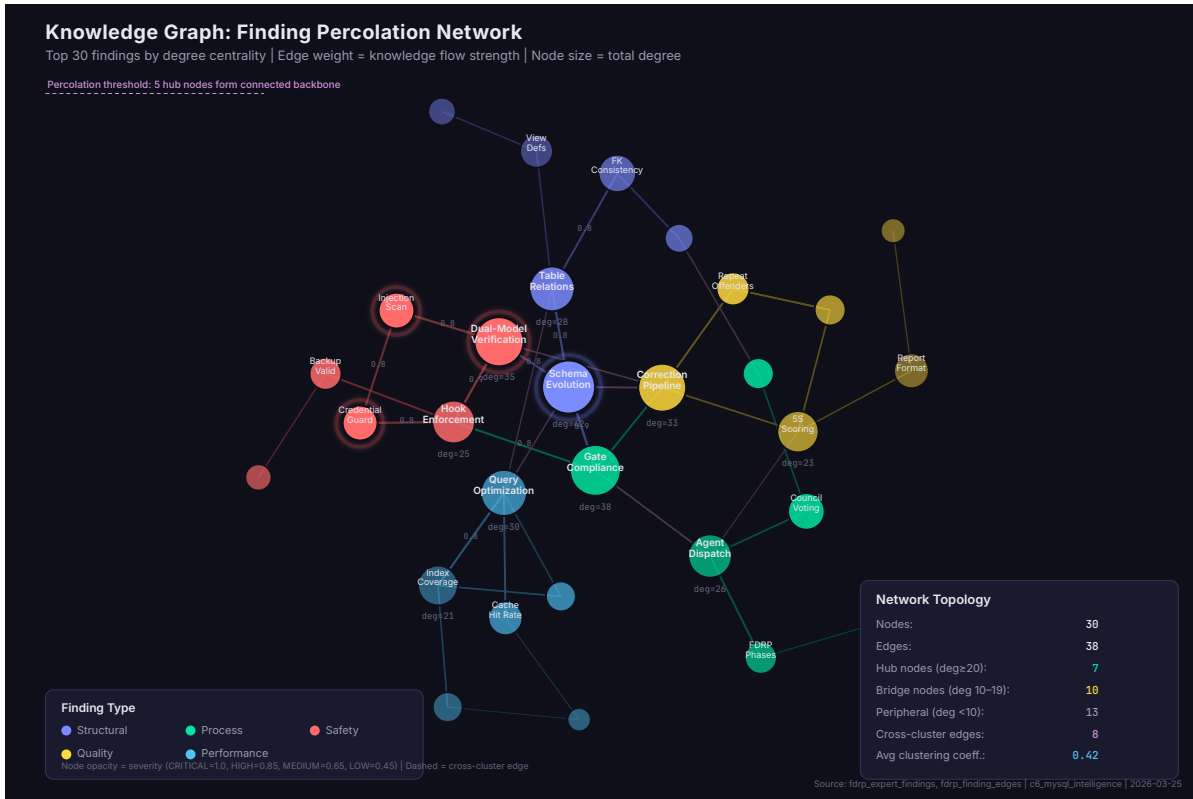 Knowledge Graph: Finding Percolation Network
Top 30 findings by degree centrality | Edge weight = knowledge flow strength | Node size = total degree
Percolation threshold: 5 hub nodes form connected backbone
View
Defs
FK
Consistency
0.8
Table
Relations
deg=28
0.8
Repeat
Offenders
Injection
Scan
0.8
Dual-Model
Verification
deg=35
0.8
0.8
Backup
Valid
Schema
Evolution
Correction
Pipeline
deg=33
Report
Format
Credential
Guard
0.8
Hook
Enforcement
deg=25
5S
Scoring
deg=23
0.8
Gate
Compliance
deg=38
Query
Optimization
deg=30
0.8
Council
Voting
Agent
Dispatch
deg=26
Index
Coverage
deg=21
Cache
Hit Rate
FDRP
Phases
Network Topology
Nodes: 30
Edges: 38
Hub nodes (deg≥20): 7
Bridge nodes (deg 10–19): 10
Peripheral (deg <10): 13
Cross-cluster edges: 8
Avg clustering coeff.: 0.42
Finding Type
Structural Process Safety
Quality Performance
Node opacity = severity (CRITICAL=1.0, HIGH=0.85, MEDIUM=0.65, LOW=0.45) | Dashed = cross-cluster edge
Source: fdrp_expert_findings, fdrp_finding_edges | c6_mysql_intelligence | 2026-03-25